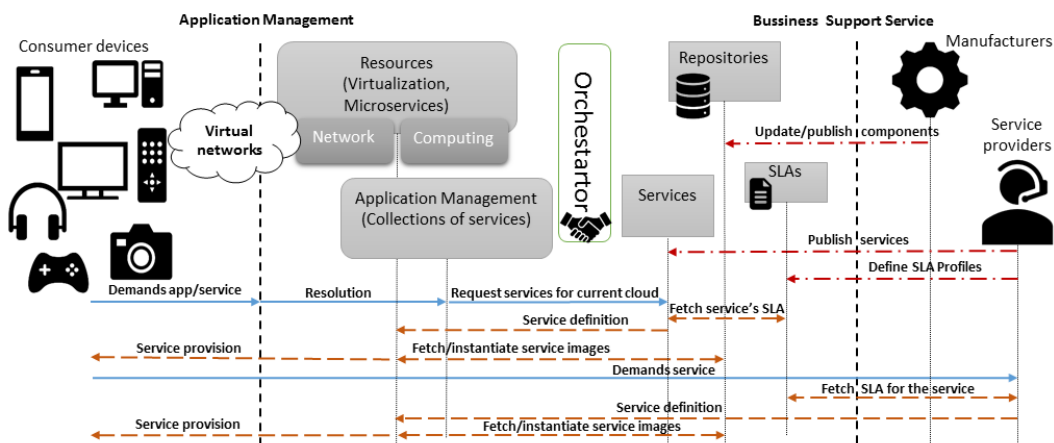 Application Management
Bussiness Support Service
Consumer devices
Manufacturers
Resources
(Virtualization,
Microservices)
Network
Computing
Virtual
networks
Orchestartor
Repositories
Service
providers
Update/publish components
Application Management
(Collections of services)
Services
SLAs
Publish services
Define SLA Profiles
Demands app/service
Resolution
Request services for current cloud
Fetch service's SLA
Service definition
Service provision
Fetch/instantiate service images
Demands service
Fetch SLA for the service
Service definition
Service provision
Fetch/instantiate service images